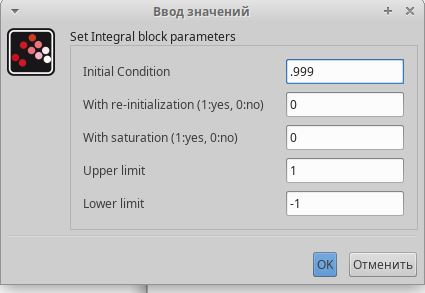 Ввод значений
Set Integral block parameters
Initial Condition .999
With re-initialization (1:yes, 0:no) 0
With saturation (1:yes, 0:no) 0
Upper limit 1
Lower limit -1
OK Отменить